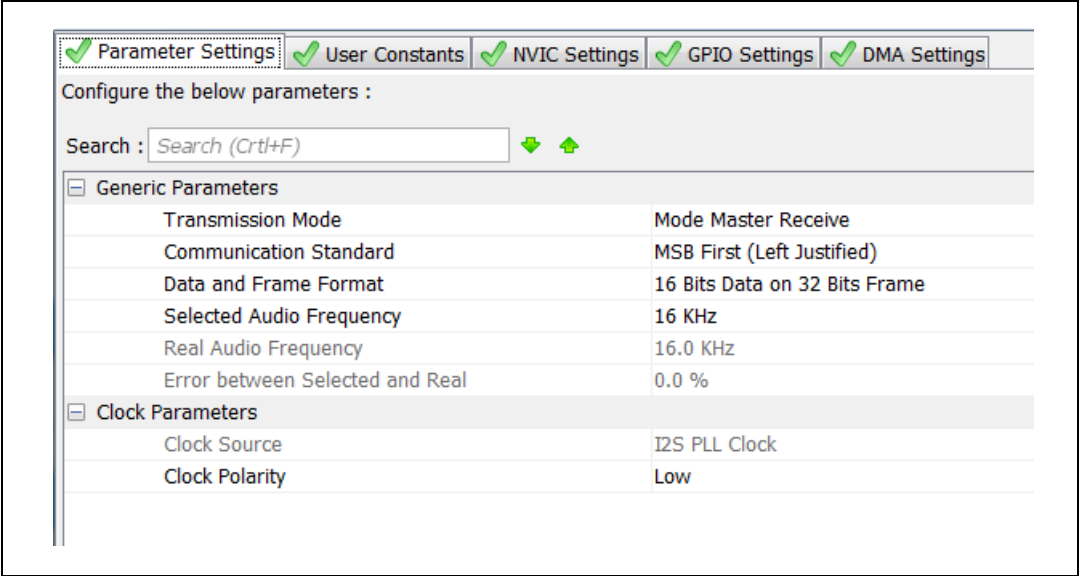 Parameter Settings User Constants NVIC Settings GPIO Settings DMA Settings
Configure the below parameters :
Search : Search (Crtl+F)
Generic Parameters
Transmission Mode Mode Master Receive
Communication Standard MSB First (Left Justified)
Data and Frame Format 16 Bits Data on 32 Bits Frame
Selected Audio Frequency 16 KHz
Real Audio Frequency 16.0 KHz
Error between Selected and Real 0.0 %
Clock Parameters
Clock Source I2S PLL Clock
Clock Polarity Low